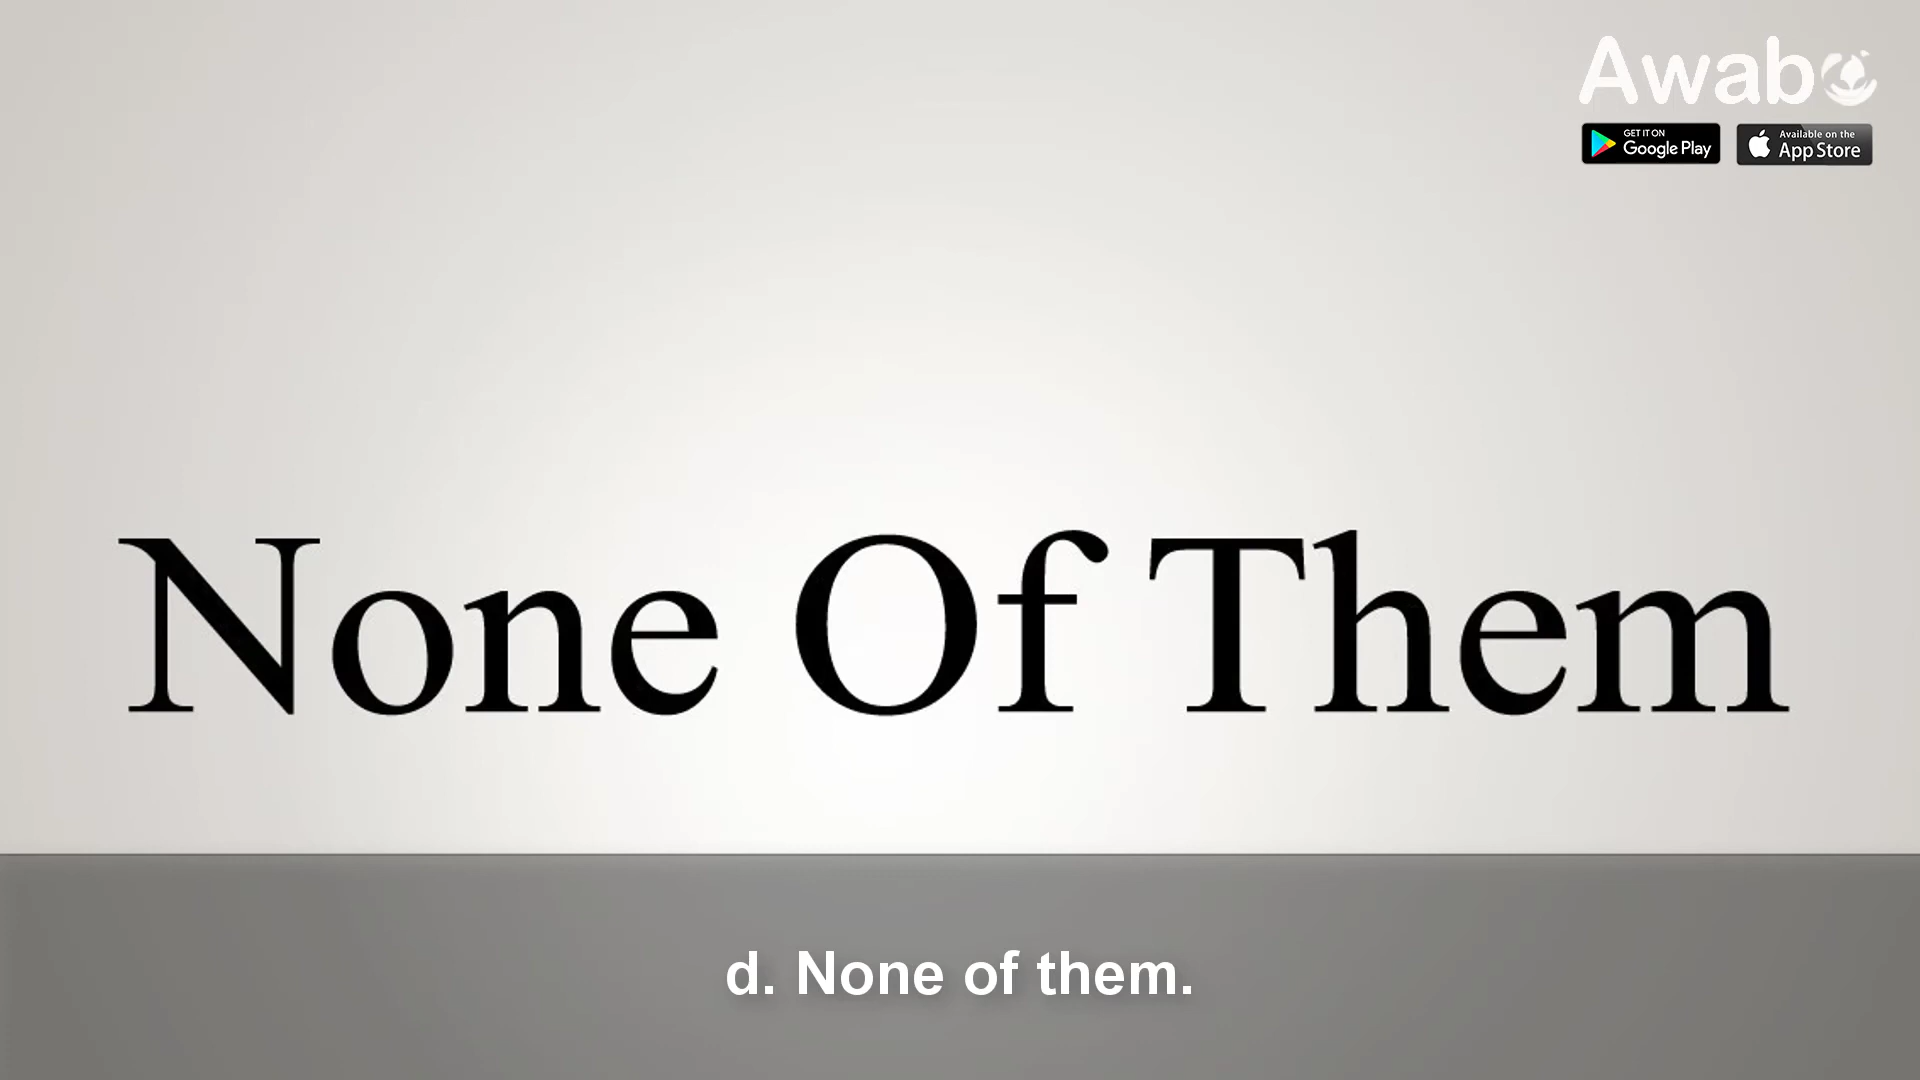 Awabe
GET IT ON
Google Play
Available on the
App Store
None Of Them
d. None of them.